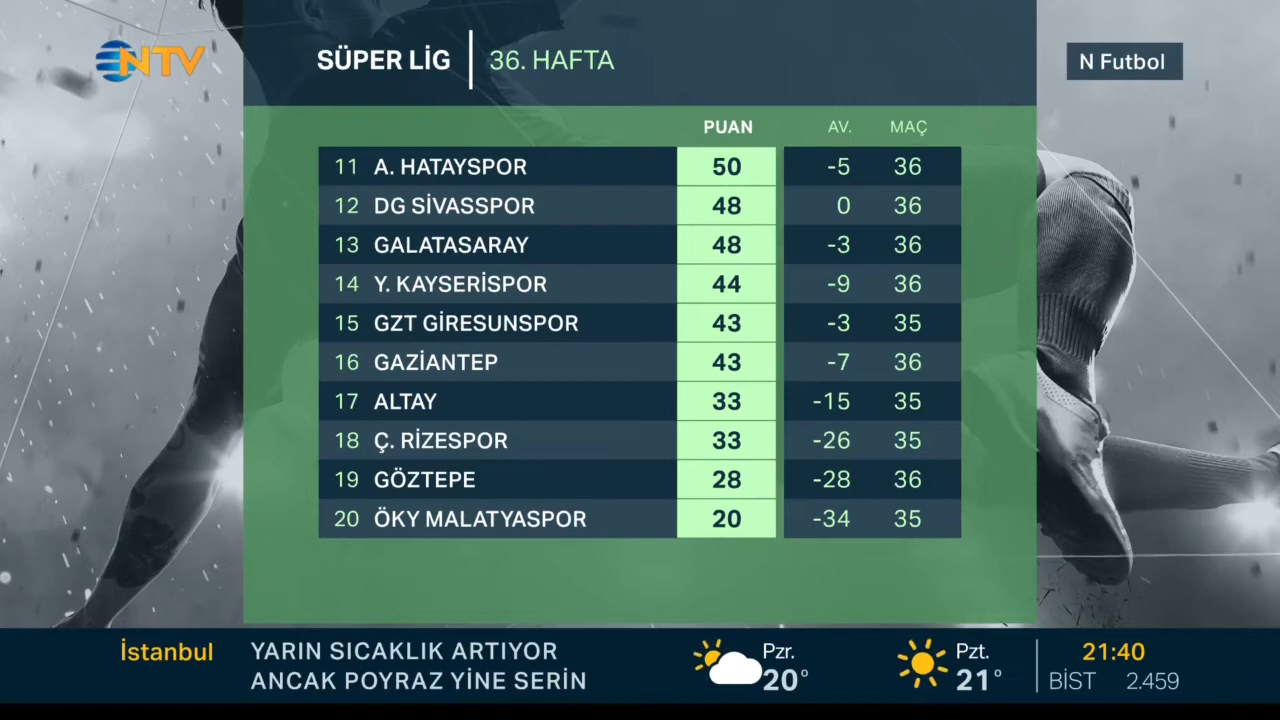 NTV
SÜPER LİG
36. HAFTA
N Futbol
PUAN AV. MAÇ
11 A. HATAYSPOR 50 -5 36
12 DG SİVASSPOR 48 0 36
13 GALATASARAY 48 -3 36
14 Y. KAYSERİSPOR 44 -9 36
15 GZT GİRESUNSPOR 43 -3 35
16 GAZİANTEP 43 -7 36
17 ALTAY 33 -15 35
18 Ç. RİZESPOR 33 -26 35
19 GÖZTEPE 28 -28 36
20 ÖKY MALATYASPOR 20 -34 35
İstanbul
YARIN SICAKLIK ARTIYOR
ANCAK POYRAZ YİNE SERİN
Pzr.
20°
Pzt.
21°
21:40
BİST 2.459